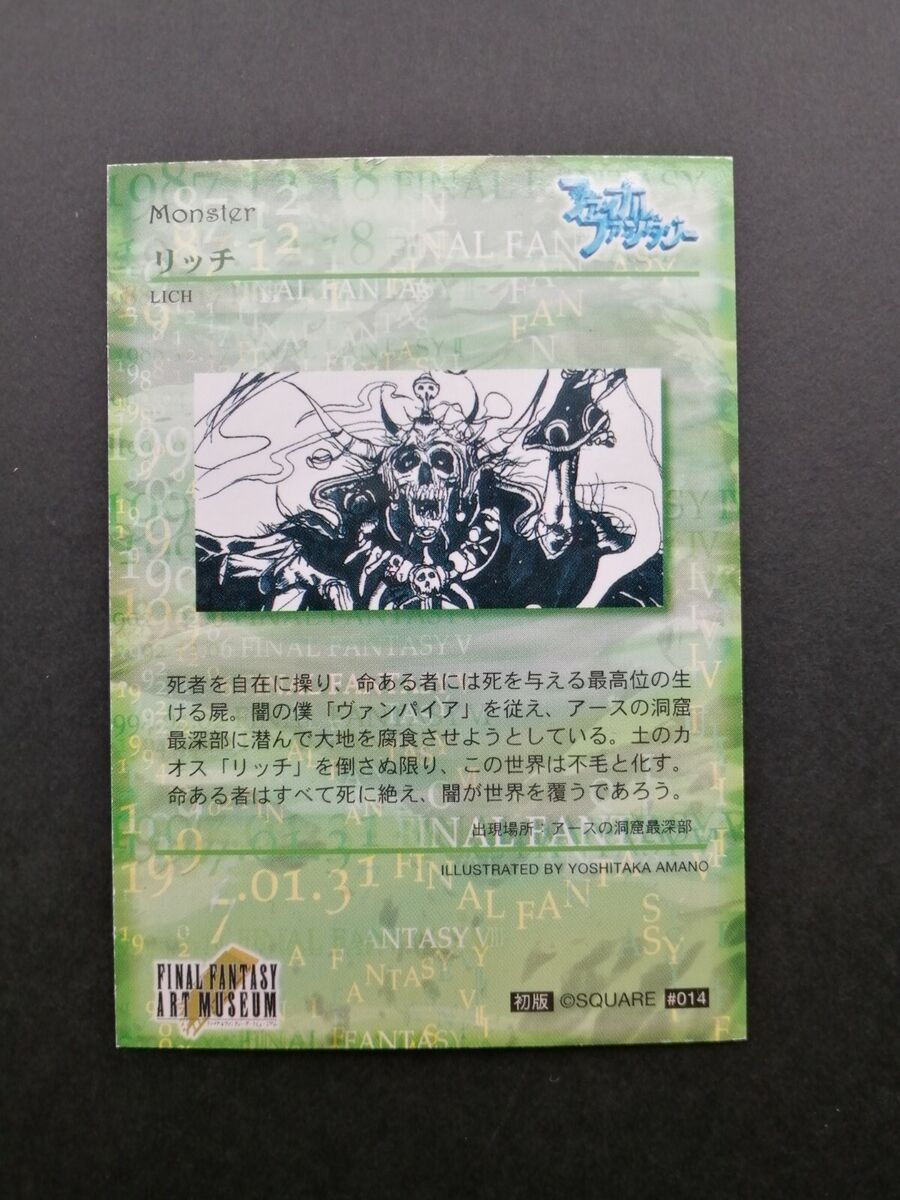 Monster
ファイナル
ファンタジー
リッチ
LICH
死者を自在に操り、命ある者には死を与える最高位の生
ける屍。闇の僕「ヴァンパイア」を従え、アースの洞窟
最深部に潜んで大地を腐食させようとしている。土のカ
オス「リッチ」を倒さぬ限り、この世界は不毛と化す。
命ある者はすべて死に絶え、闇が世界を覆うであろう。
出現場所:アースの洞窟最深部
ILLUSTRATED BY YOSHITAKA AMANO
FINAL FANTASY
ART MUSEUM
初版 ©SQUARE #014